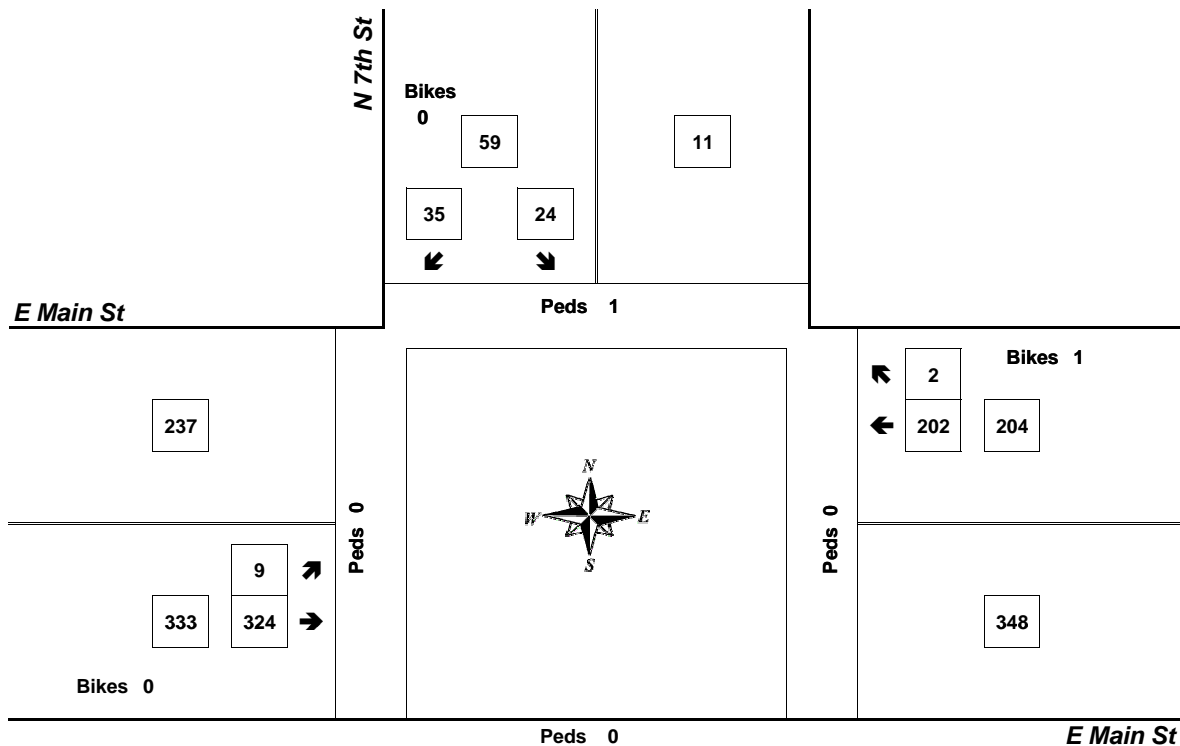 N 7th St
Bikes
0
59
11
35
24
Peds 1
E Main St
Bikes 1
2
237
202
204
N
W
E
S
Peds 0
Peds 0
9
333
324
348
Bikes 0
Peds 0
E Main St